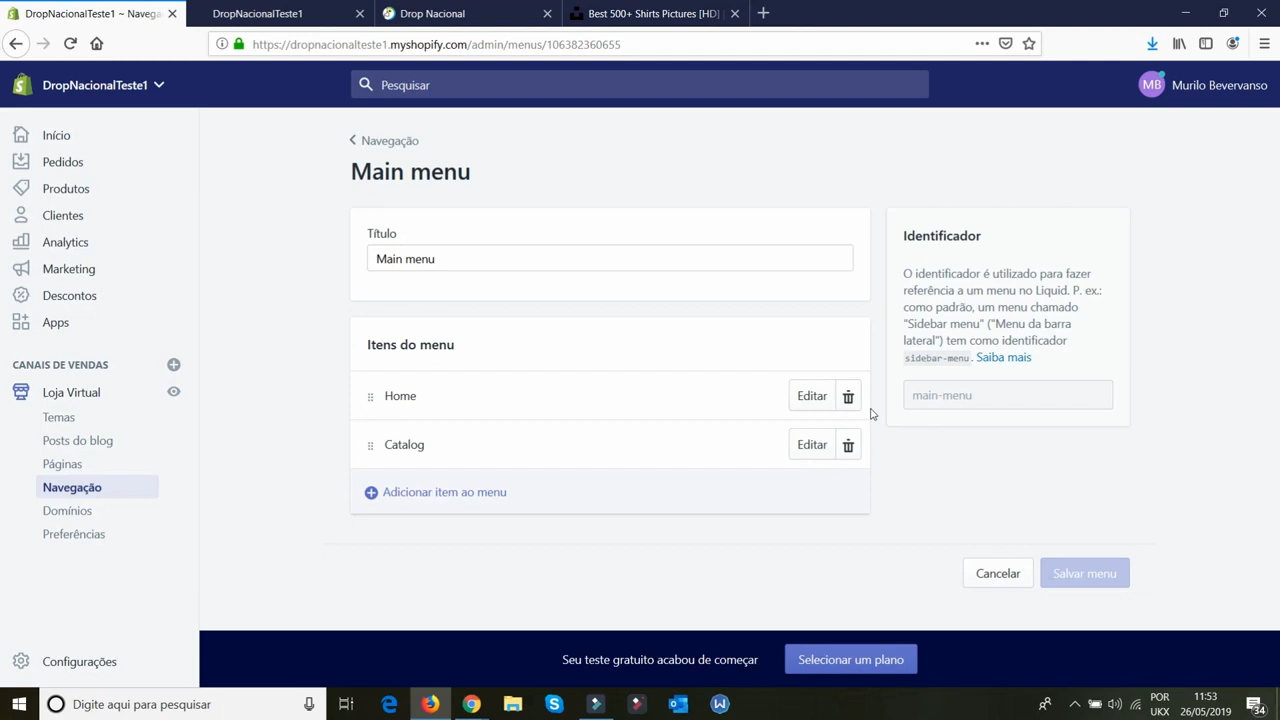 DropNacionalTeste1 ~ Navega
DropNacionalTeste1
Drop Nacional
Best 500+ Shirts Pictures [HD]
https://dropnacionalteste1.myshopify.com/admin/menus/106382360655
DropNacionalTeste1
Pesquisar
MB
Murilo Bevervanso
Início
Pedidos
Produtos
Clientes
Analytics
Marketing
Descontos
Apps
CANAIS DE VENDAS
Loja Virtual
Temas
Posts do blog
Páginas
Navegação
Domínios
Preferências
Configurações
Navegação
Main menu
Título
Main menu
Itens do menu
Home
Editar
Catalog
Editar
Adicionar item ao menu
Identificador
O identificador é utilizado para fazer
referência a um menu no Liquid. P. ex.:
como padrão, um menu chamado
"Sidebar menu" ("Menu da barra
lateral") tem como identificador
sidebar-menu. Saiba mais
main-menu
Cancelar
Salvar menu
Seu teste gratuito acabou de começar
Selecionar um plano
Digite aqui para pesquisar
POR
UKX
11:53
26/05/2019
34